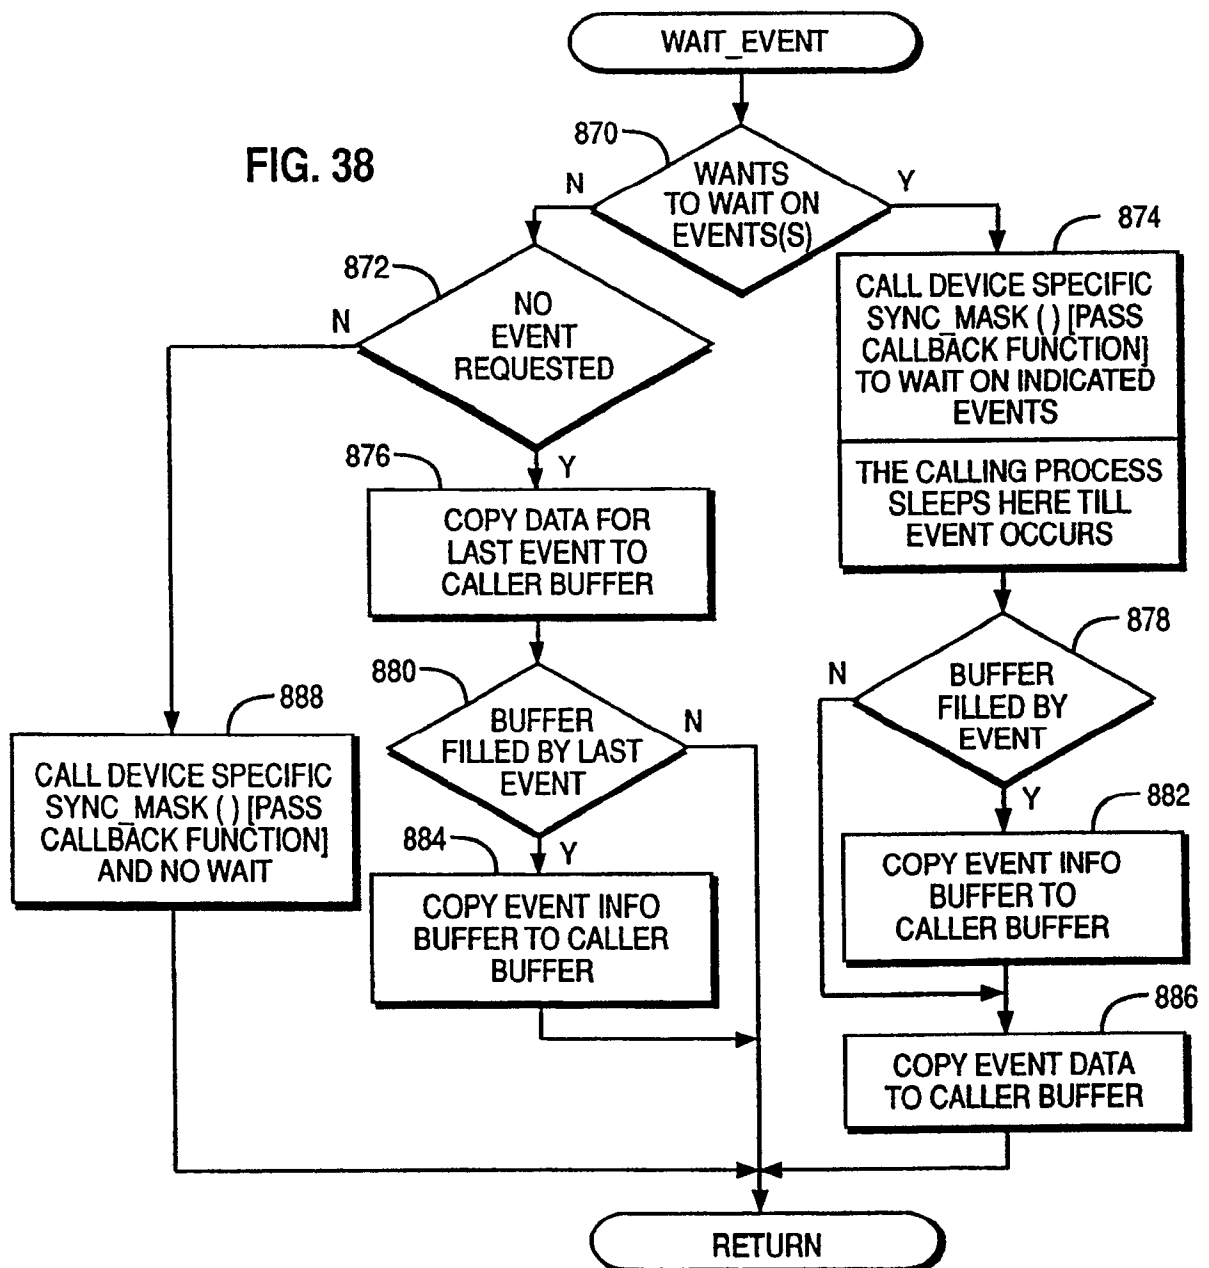 WAIT_EVENT
FIG. 38
870
WANTS
TO WAIT ON
EVENTS(S)
N
Y
872
NO
EVENT
REQUESTED
N
Y
874
CALL DEVICE SPECIFIC
SYNC_MASK ( ) [PASS
CALLBACK FUNCTION]
TO WAIT ON INDICATED
EVENTS
THE CALLING PROCESS
SLEEPS HERE TILL
EVENT OCCURS
876
COPY DATA FOR
LAST EVENT TO
CALLER BUFFER
878
BUFFER
FILLED BY
EVENT
N
Y
880
BUFFER
FILLED BY LAST
EVENT
N
Y
888
CALL DEVICE SPECIFIC
SYNC_MASK ( ) [PASS
CALLBACK FUNCTION]
AND NO WAIT
884
COPY EVENT INFO
BUFFER TO CALLER
BUFFER
882
COPY EVENT INFO
BUFFER TO
CALLER BUFFER
886
COPY EVENT DATA
TO CALLER BUFFER
RETURN